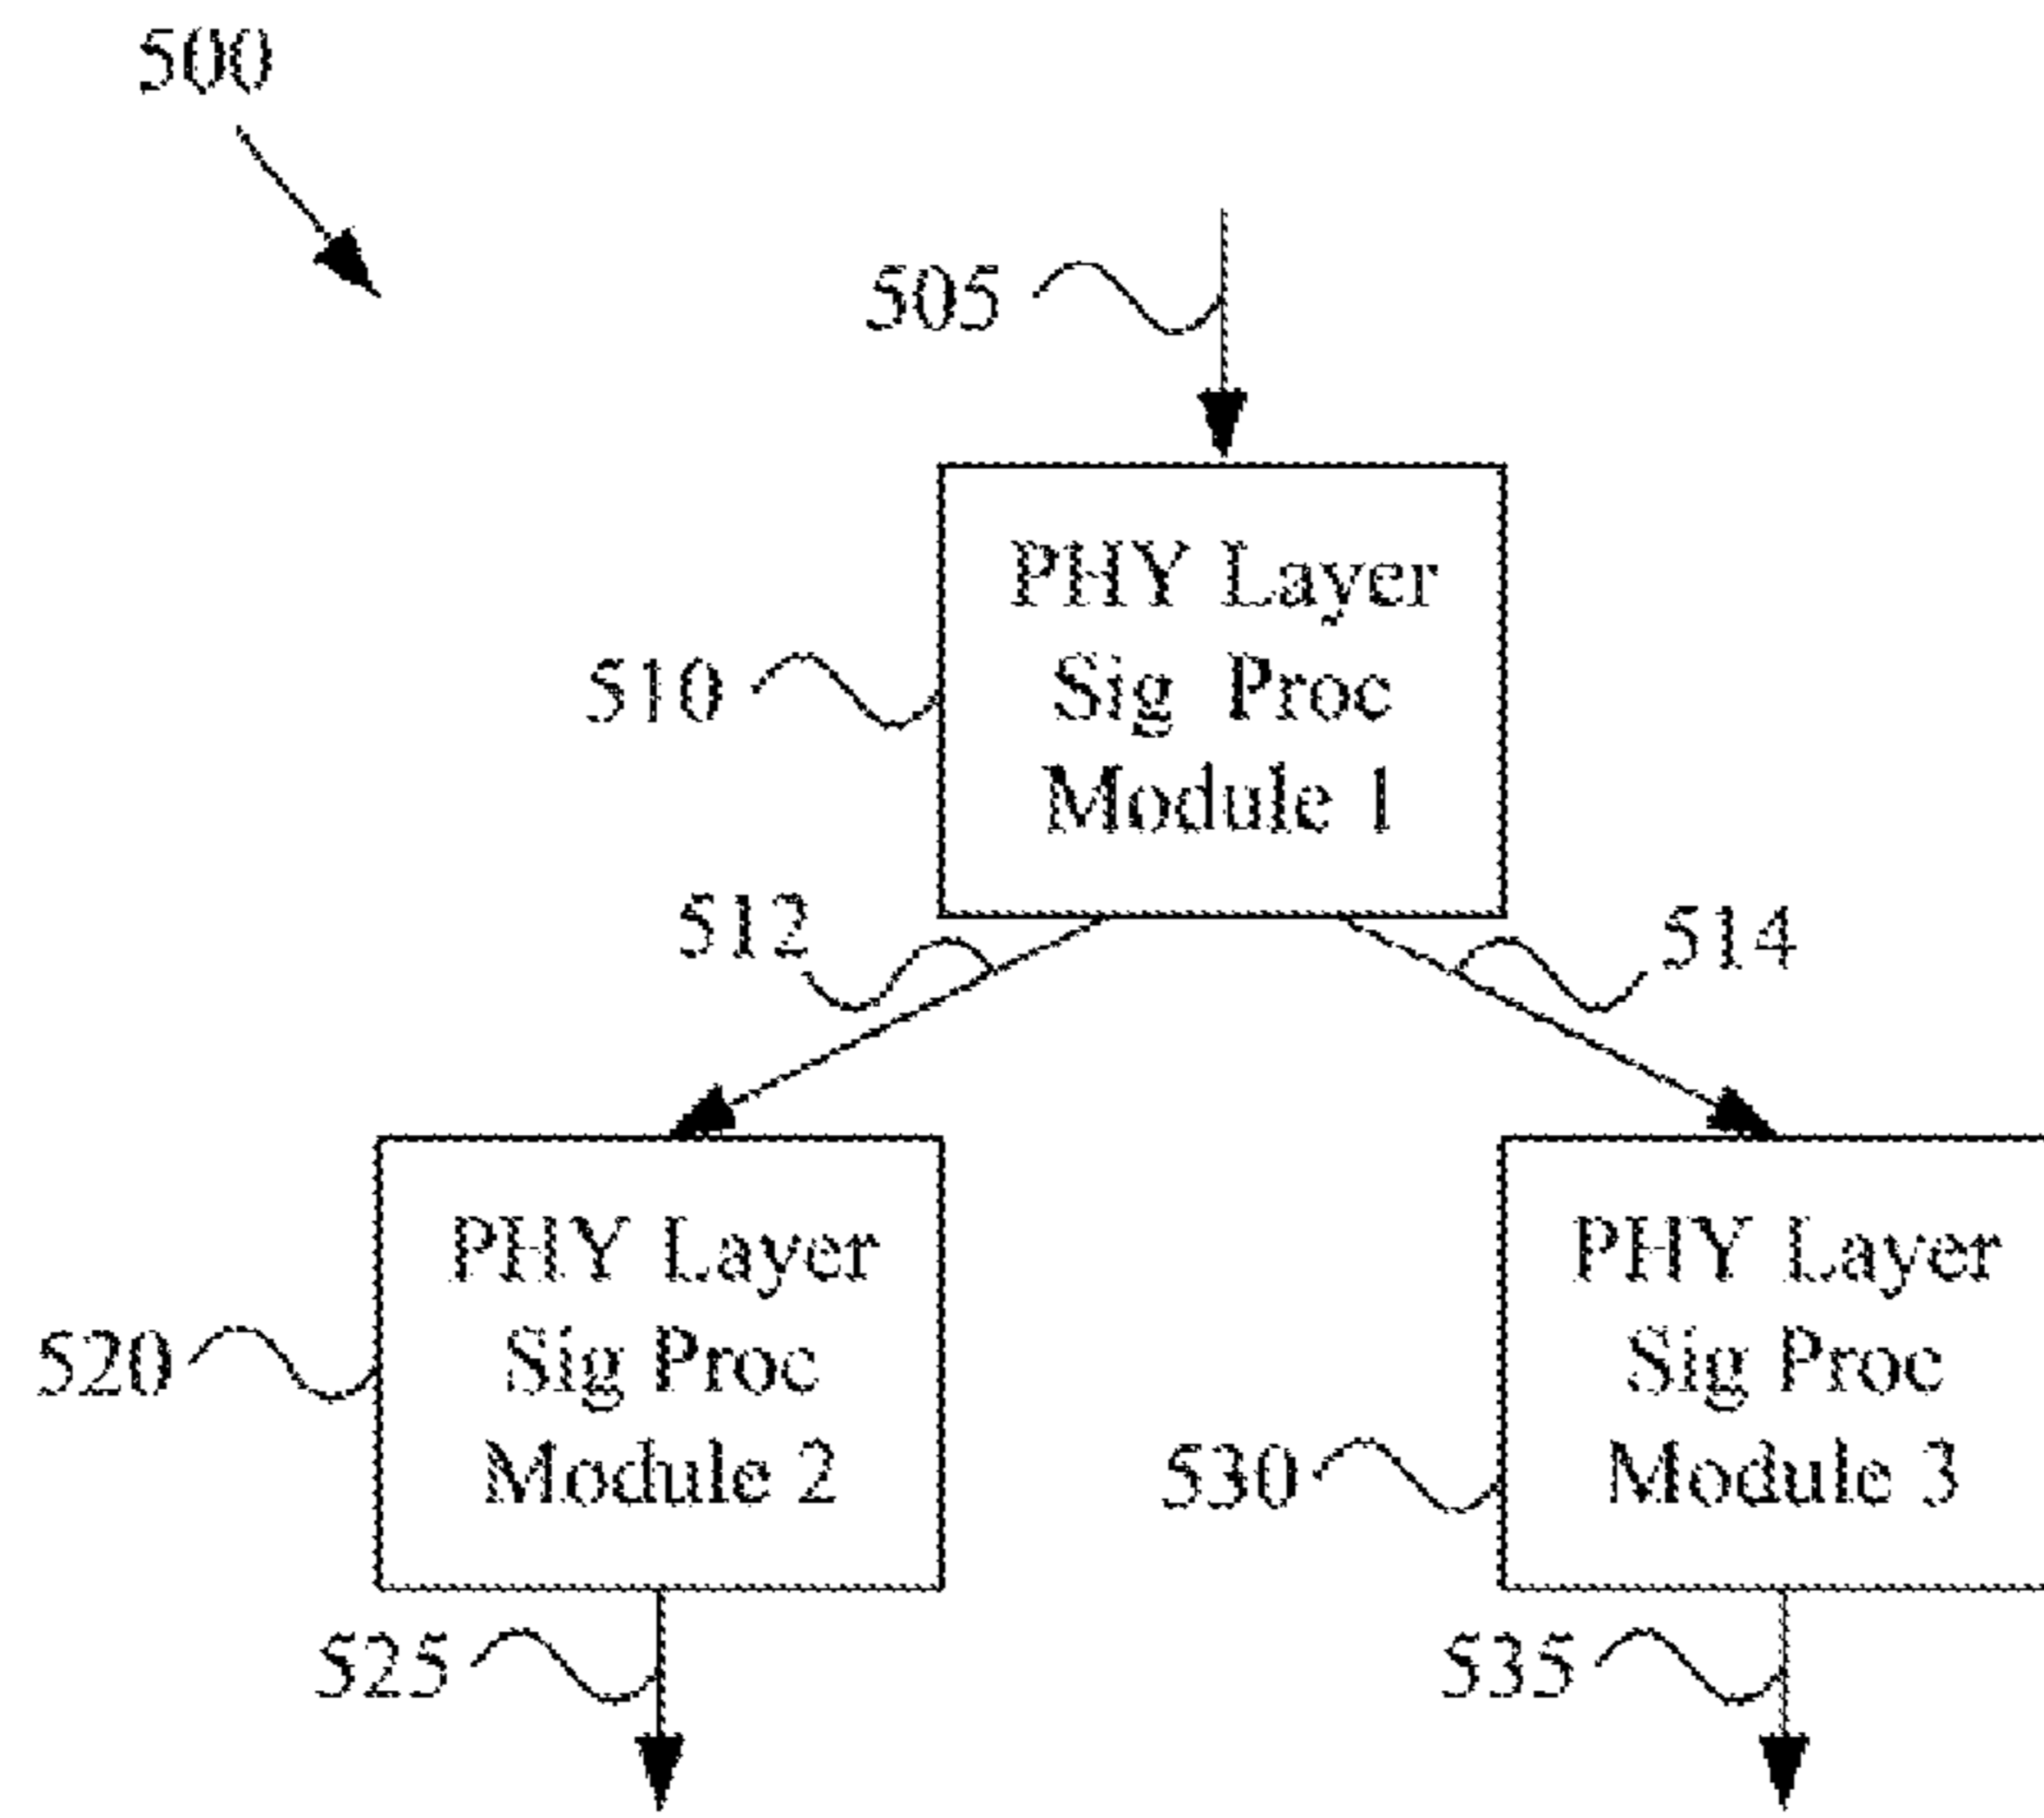 500
505
PHY Layer
Sig Proc
Module 1
510
512
514
PHY Layer
Sig Proc
Module 2
520
PHY Layer
Sig Proc
Module 3
530
525
535